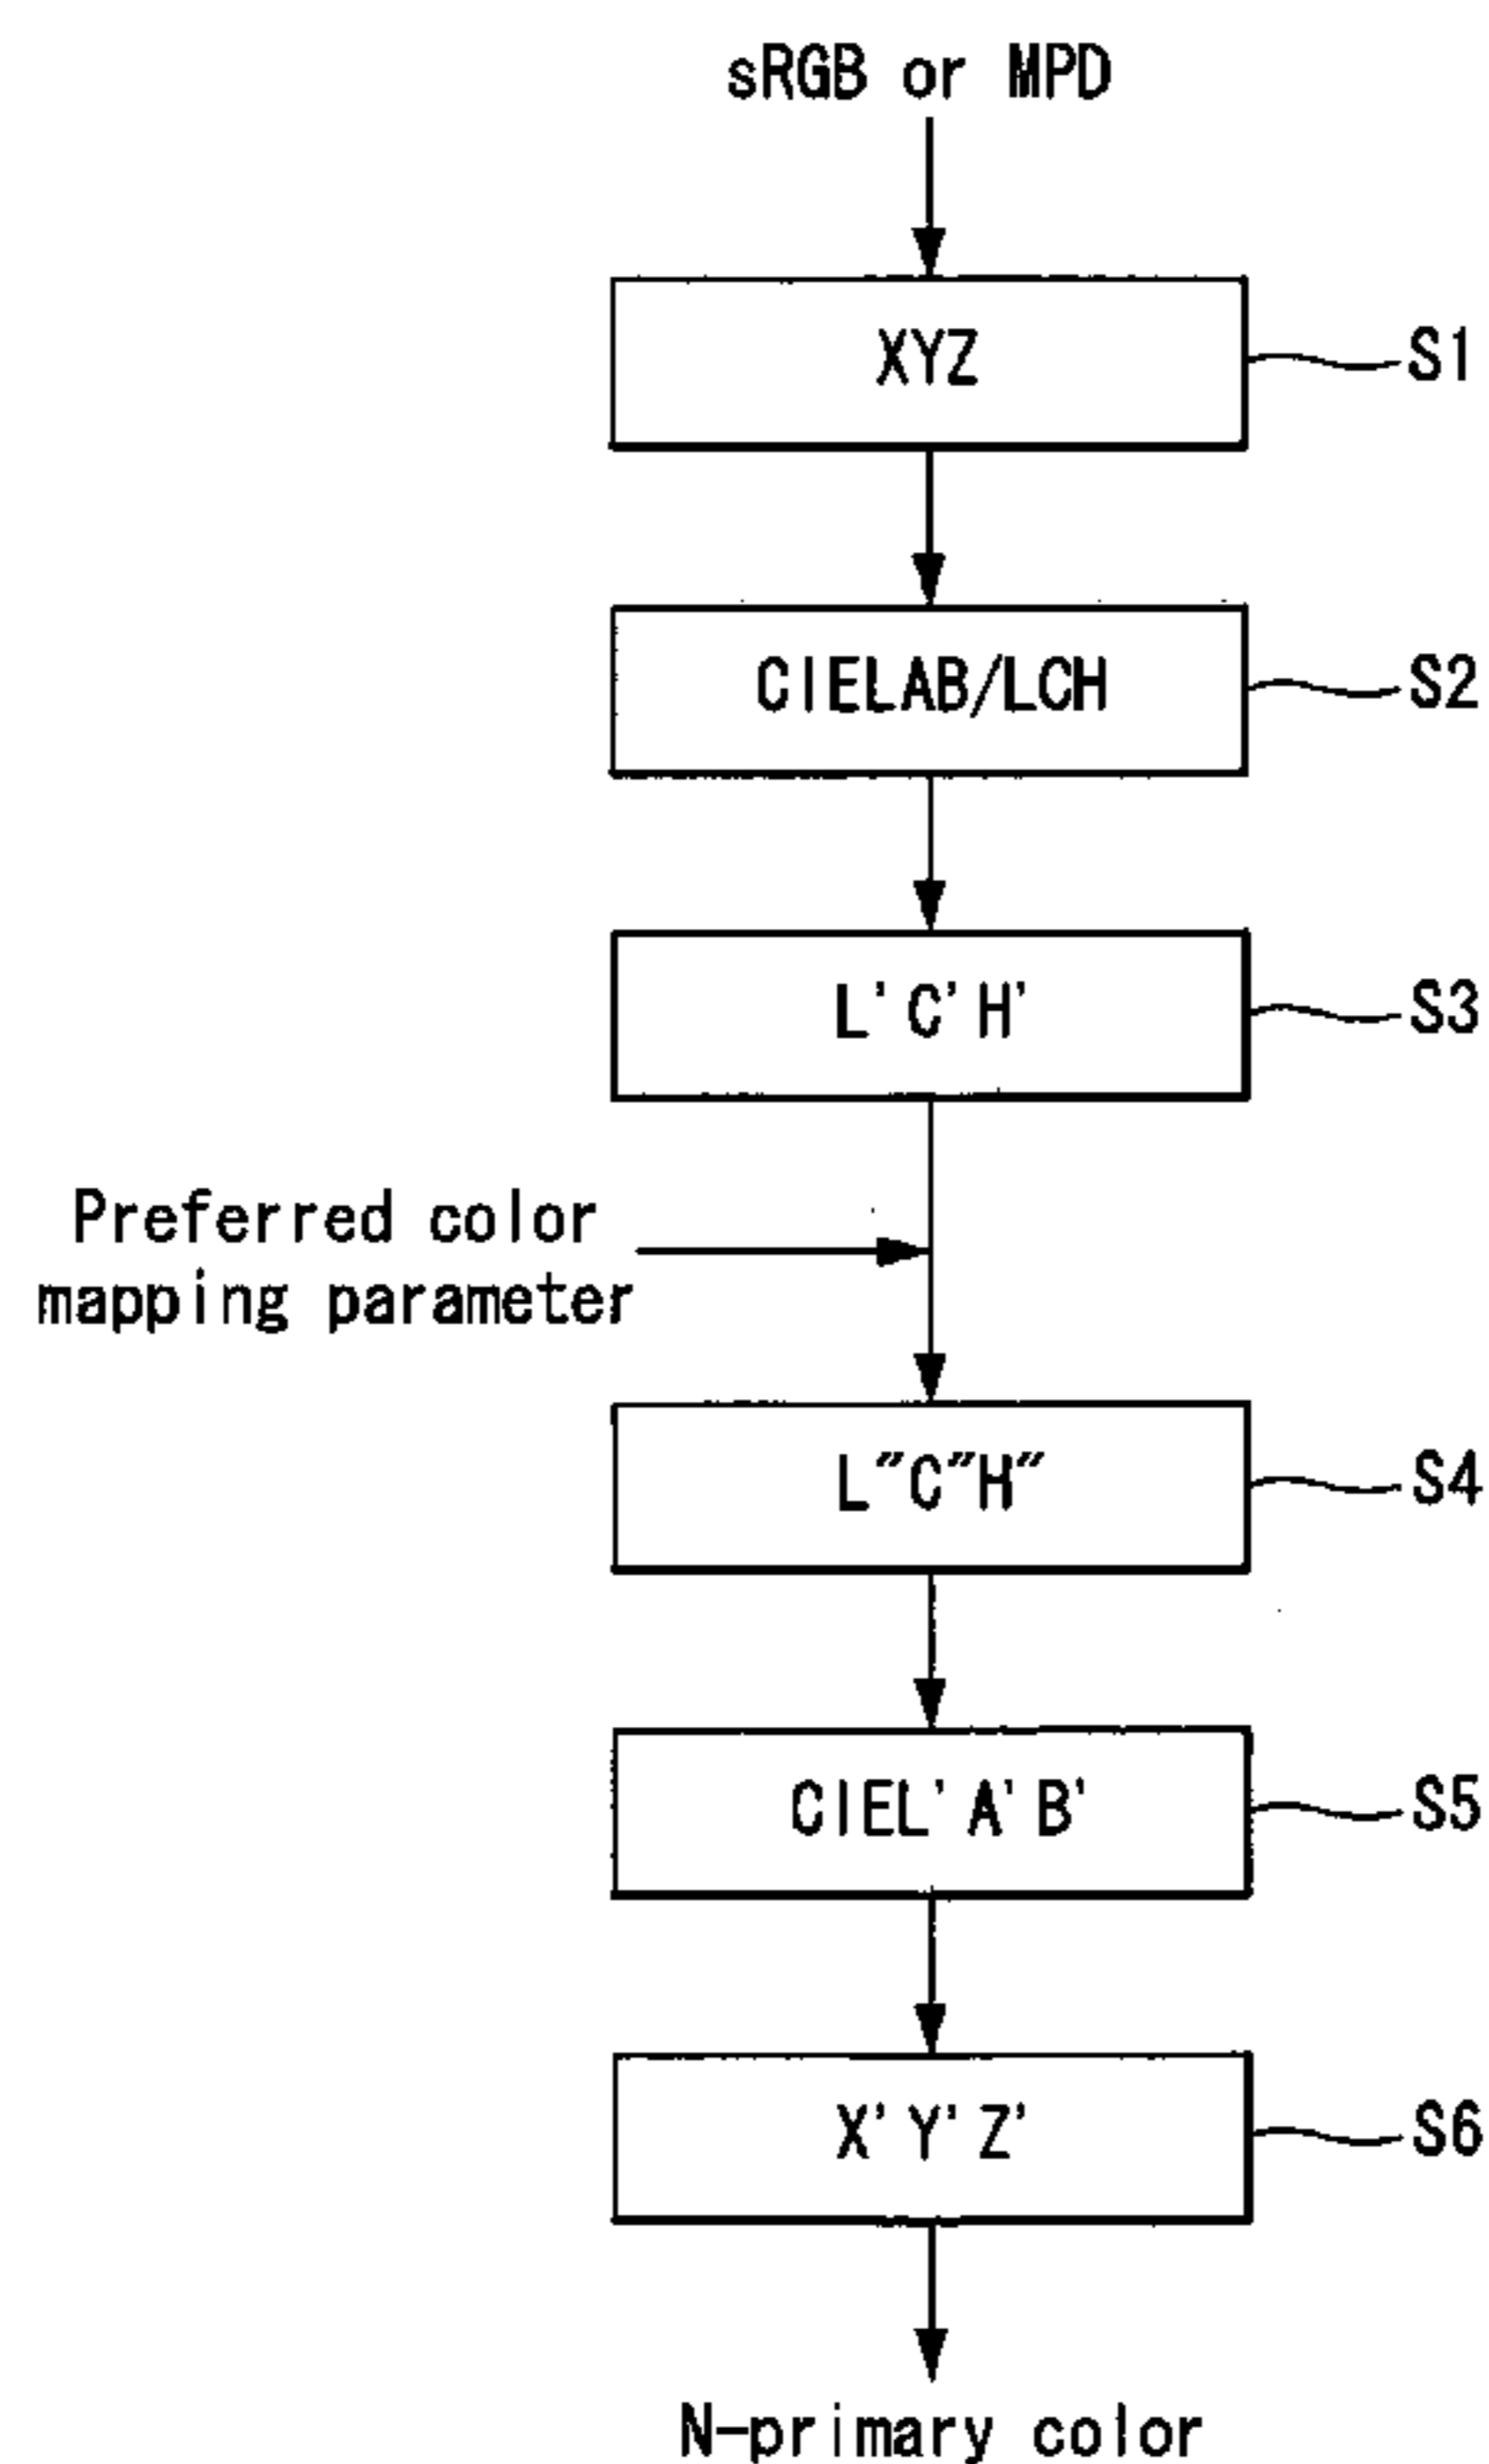 sRGB or MPD
XYZ
S1
CIELAB/LCH
S2
L'C'H'
S3
Preferred color
mapping parameter
L"C"H"
S4
CIEL'A'B'
S5
X'Y'Z'
S6
N-primary color